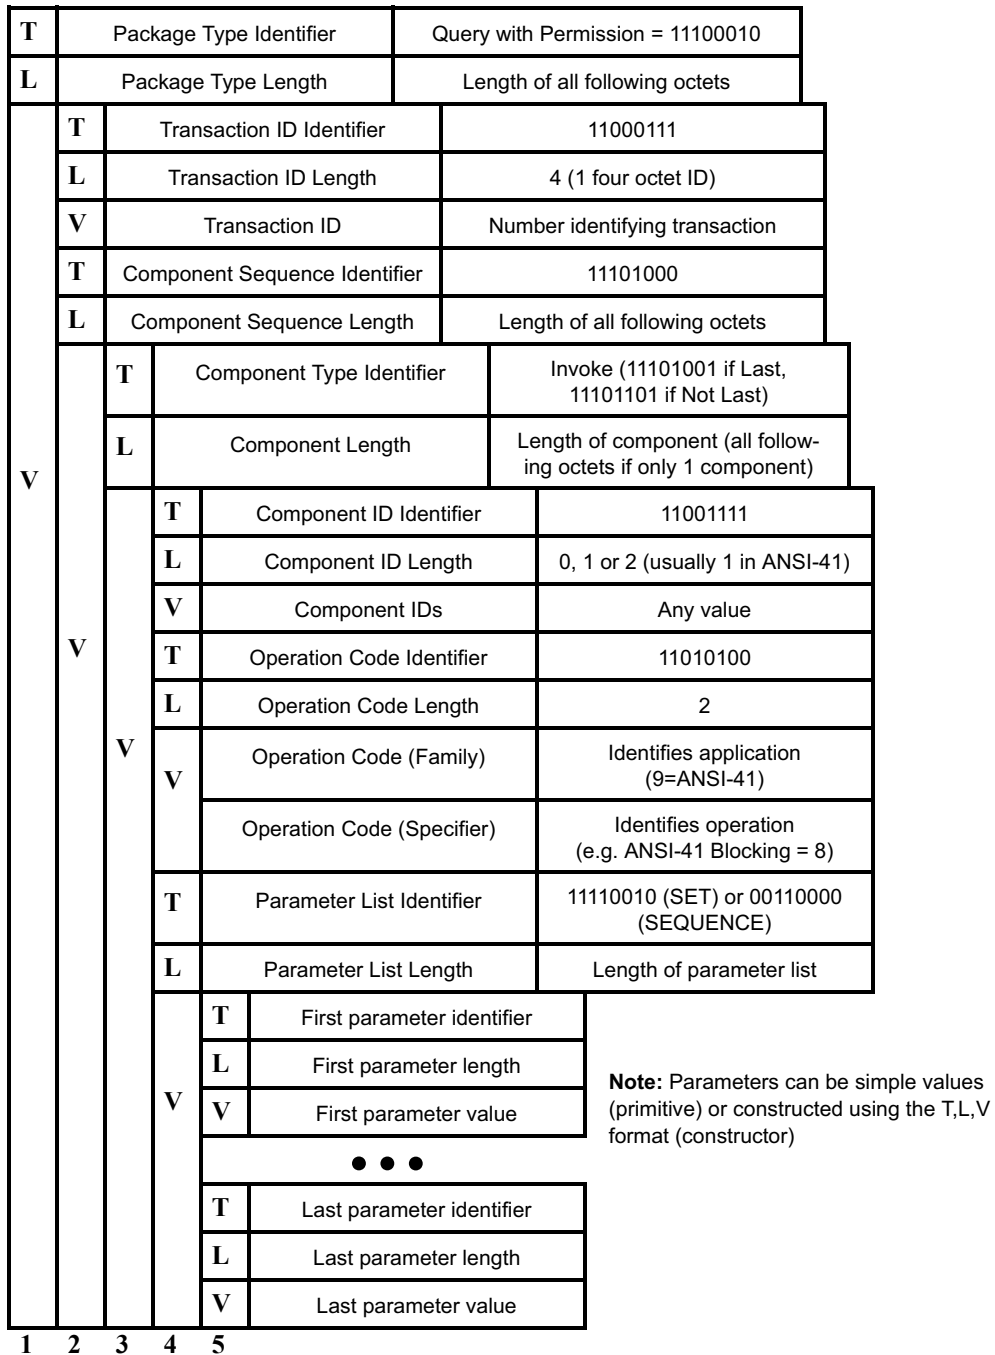 T Package Type Identifier Query with Permission = 11100010
L Package Type Length Length of all following octets
T Transaction ID Identifier 11000111
L Transaction ID Length 4 (1 four octet ID)
V Transaction ID Number identifying transaction
T Component Sequence Identifier 11101000
L Component Sequence Length Length of all following octets
T Component Type Identifier Invoke (11101001 if Last,
11101101 if Not Last)
L Component Length Length of component (all follow-
ing octets if only 1 component)
V
T Component ID Identifier 11001111
L Component ID Length 0, 1 or 2 (usually 1 in ANSI-41)
V Component IDs Any value
V
T Operation Code Identifier 11010100
L Operation Code Length 2
V
V
Operation Code (Family) Identifies application
(9=ANSI-41)
Operation Code (Specifier) Identifies operation
(e.g. ANSI-41 Blocking = 8)
T Parameter List Identifier 11110010 (SET) or 00110000
(SEQUENCE)
L Parameter List Length Length of parameter list
V
T First parameter identifier
L First parameter length
V First parameter value
Note: Parameters can be simple values
(primitive) or constructed using the T,L,V
format (constructor)
● ● ●
T Last parameter identifier
L Last parameter length
V Last parameter value
1 2 3 4 5